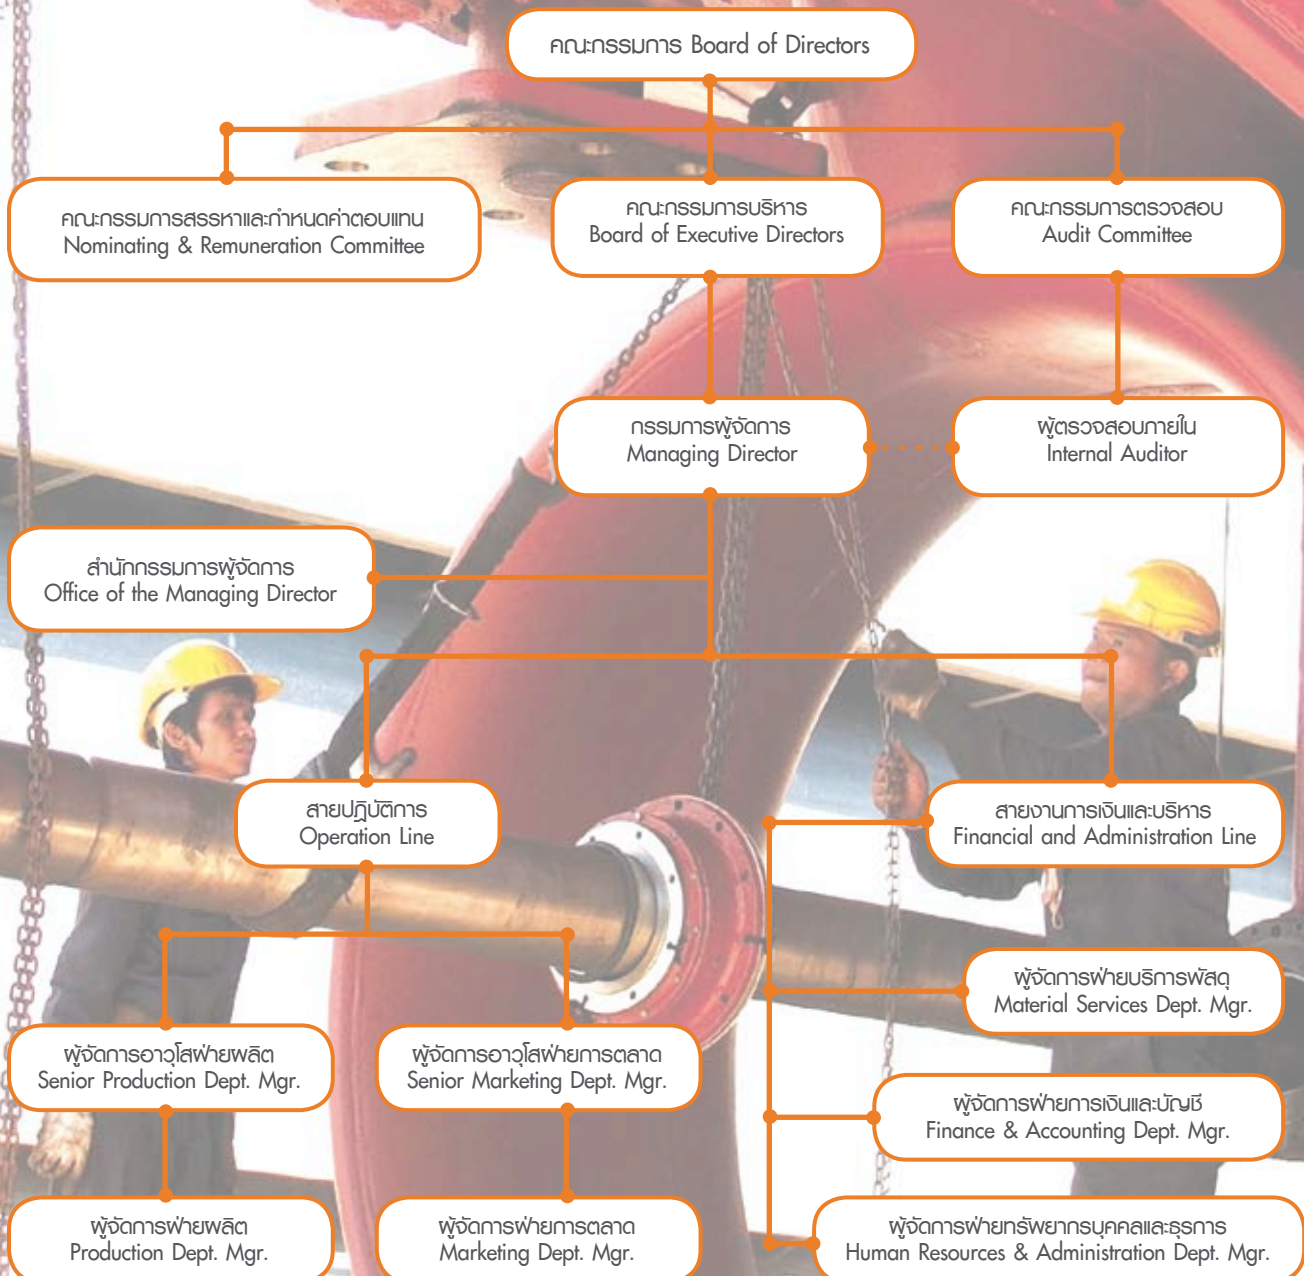 คณะกรรมการ Board of Directors
คณะกรรมการสรรหาและกำหนดค่าตอบแทน
Nominating & Remuneration Committee
คณะกรรมการบริหาร
Board of Executive Directors
คณะกรรมการตรวจสอบ
Audit Committee
กรรมการผู้จัดการ
Managing Director
ผู้ตรวจสอบภายใน
Internal Auditor
สำนักกรรมการผู้จัดการ
Office of the Managing Director
สายปฏิบัติการ
Operation Line
สายงานการเงินและบริหาร
Financial and Administration Line
ผู้จัดการฝ่ายบริการพัสดุ
Material Services Dept. Mgr.
ผู้จัดการอาวุโสฝ่ายผลิต
Senior Production Dept. Mgr.
ผู้จัดการอาวุโสฝ่ายการตลาด
Senior Marketing Dept. Mgr.
ผู้จัดการฝ่ายการเงินและบัญชี
Finance & Accounting Dept. Mgr.
ผู้จัดการฝ่ายผลิต
Production Dept. Mgr.
ผู้จัดการฝ่ายการตลาด
Marketing Dept. Mgr.
ผู้จัดการฝ่ายทรัพยากรบุคคลและธุรการ
Human Resources & Administration Dept. Mgr.